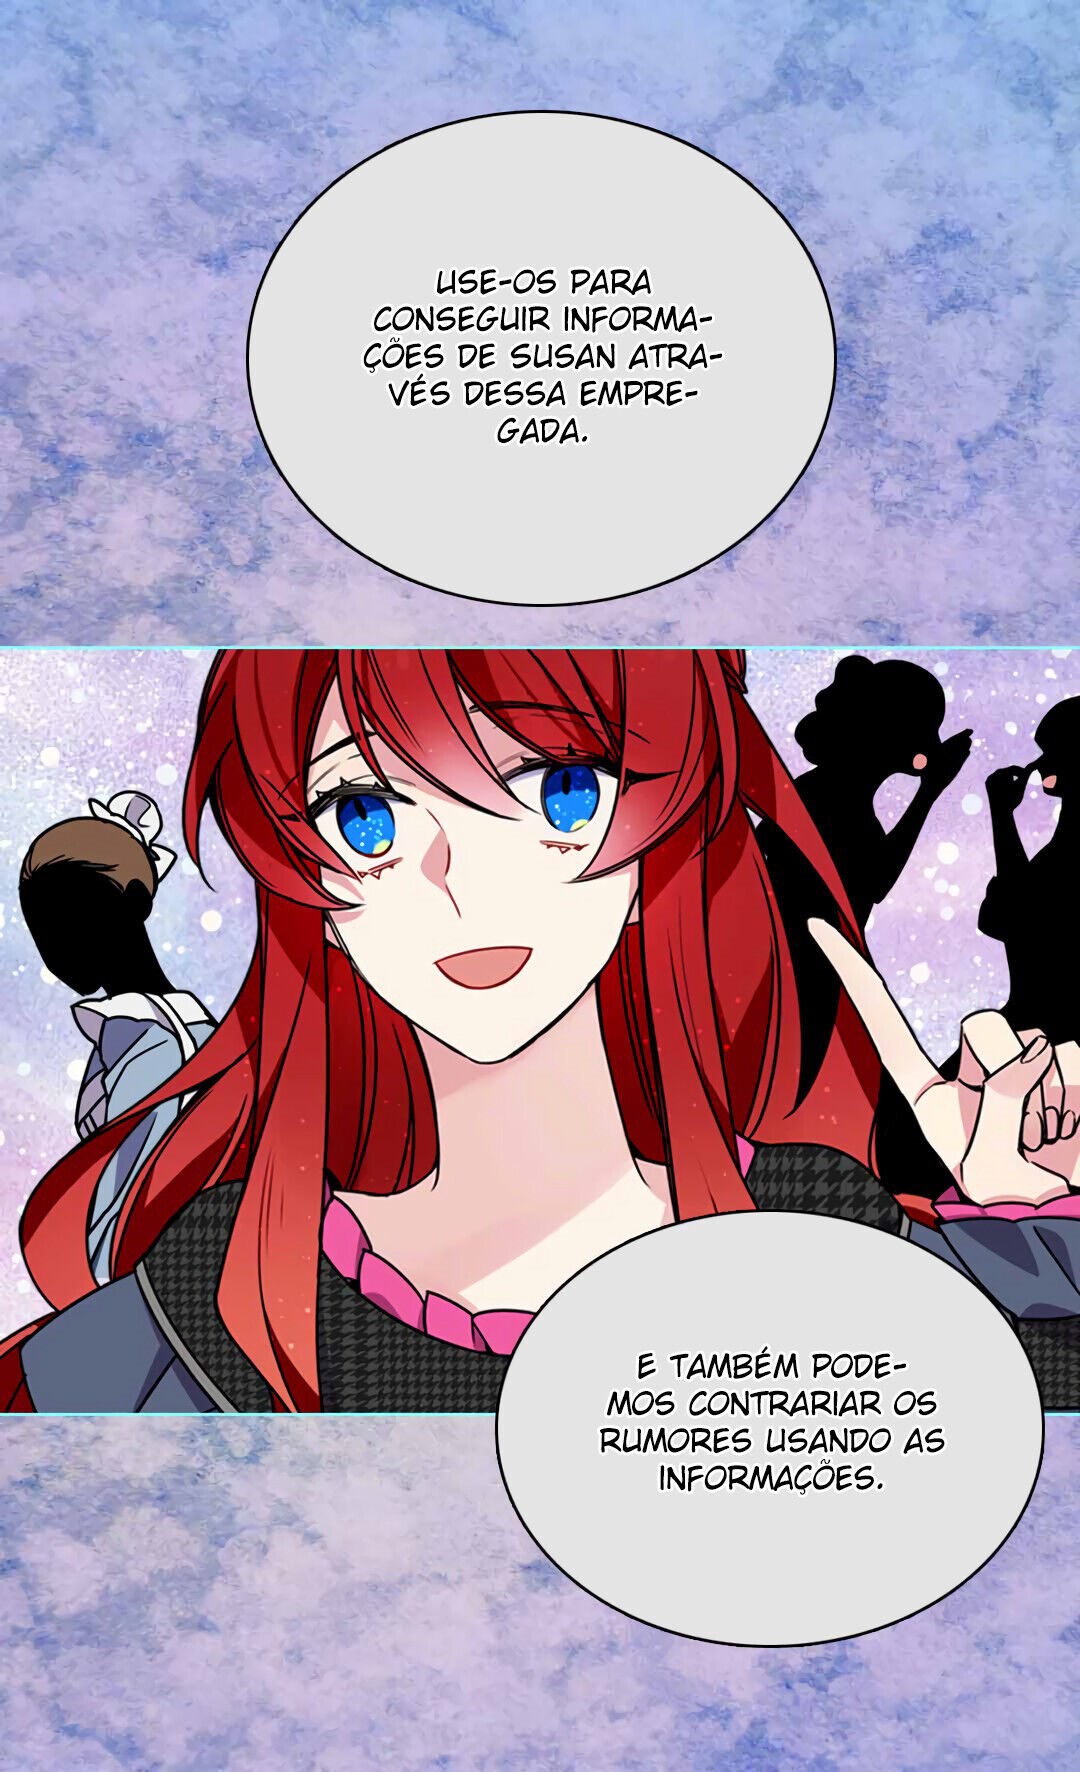 USE-OS PARA
CONSEGUIR INFORMA-
ÇÕES DE SUSAN ATRA-
VÉS DESSA EMPRE-
GADA.
E TAMBÉM PODE-
MOS CONTRARIAR OS
RUMORES USANDO AS
INFORMAÇÕES.